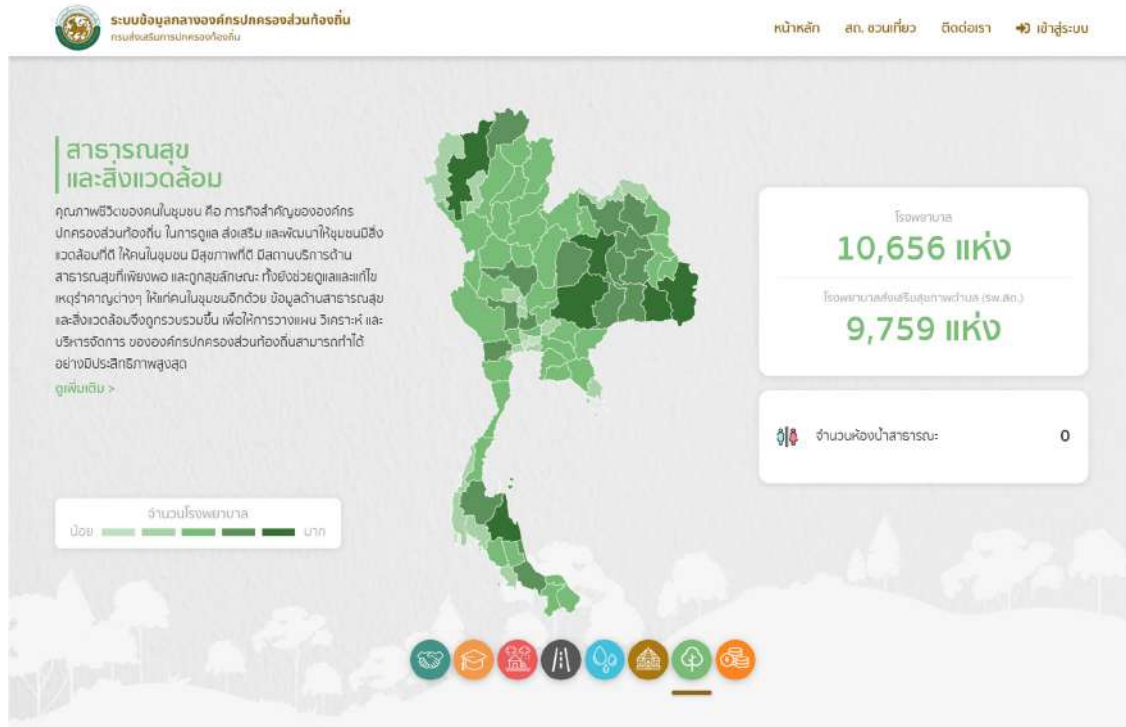 ระบบข้อมูลกลางองค์กรปกครองส่วนท้องถิ่น
กรมส่งเสริมการปกครองท้องถิ่น
หน้าหลัก สถ. ชวนเที่ยว ติดต่อเรา เข้าสู่ระบบ
สาธารณสุข
และสิ่งแวดล้อม
คุณภาพชีวิตของคนในชุมชน คือ ภารกิจสำคัญขององค์กร
ปกครองส่วนท้องถิ่น ในการดูแล ส่งเสริม และพัฒนาให้ชุมชนมีสิ่ง
แวดล้อมที่ดี ให้คนในชุมชน มีสุขภาพที่ดี มีสถานบริการด้าน
สาธารณสุขที่เพียงพอ และถูกสุขลักษณะ ทั้งยังช่วยดูแลและแก้ไข
เหตุรำคาญต่างๆ ให้แก่คนในชุมชนอีกด้วย ข้อมูลด้านสาธารณสุข
และสิ่งแวดล้อมจึงถูกรวบรวมขึ้น เพื่อให้การวางแผน วิเคราะห์ และ
บริหารจัดการ ขององค์กรปกครองส่วนท้องถิ่นสามารถทำได้
อย่างมีประสิทธิภาพสูงสุด
ดูเพิ่มเติม >
โรงพยาบาล
10,656 แห่ง
โรงพยาบาลส่งเสริมสุขภาพตำบล (รพ.สต.)
9,759 แห่ง
จำนวนห้องน้ำสาธารณะ 0
จำนวนโรงพยาบาล
น้อย มาก